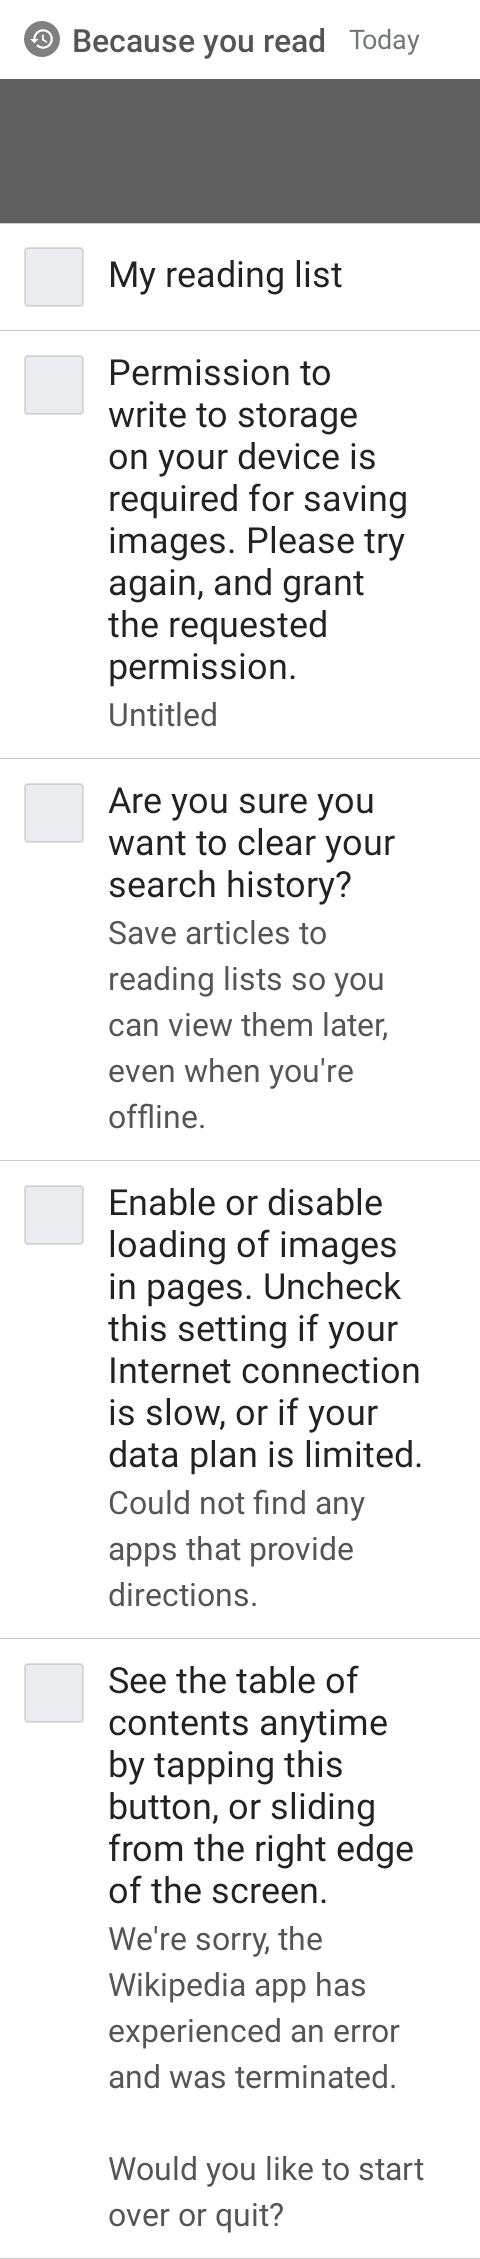 Because you read Today
My reading list
Permission to
write to storage
on your device is
required for saving
images. Please try
again, and grant
the requested
permission.
Untitled
Are you sure you
want to clear your
search history?
Save articles to
reading lists so you
can view them later,
even when you're
offline.
Enable or disable
loading of images
in pages. Uncheck
this setting if your
Internet connection
is slow, or if your
data plan is limited.
Could not find any
apps that provide
directions.
See the table of
contents anytime
by tapping this
button, or sliding
from the right edge
of the screen.
We're sorry, the
Wikipedia app has
experienced an error
and was terminated.
Would you like to start
over or quit?